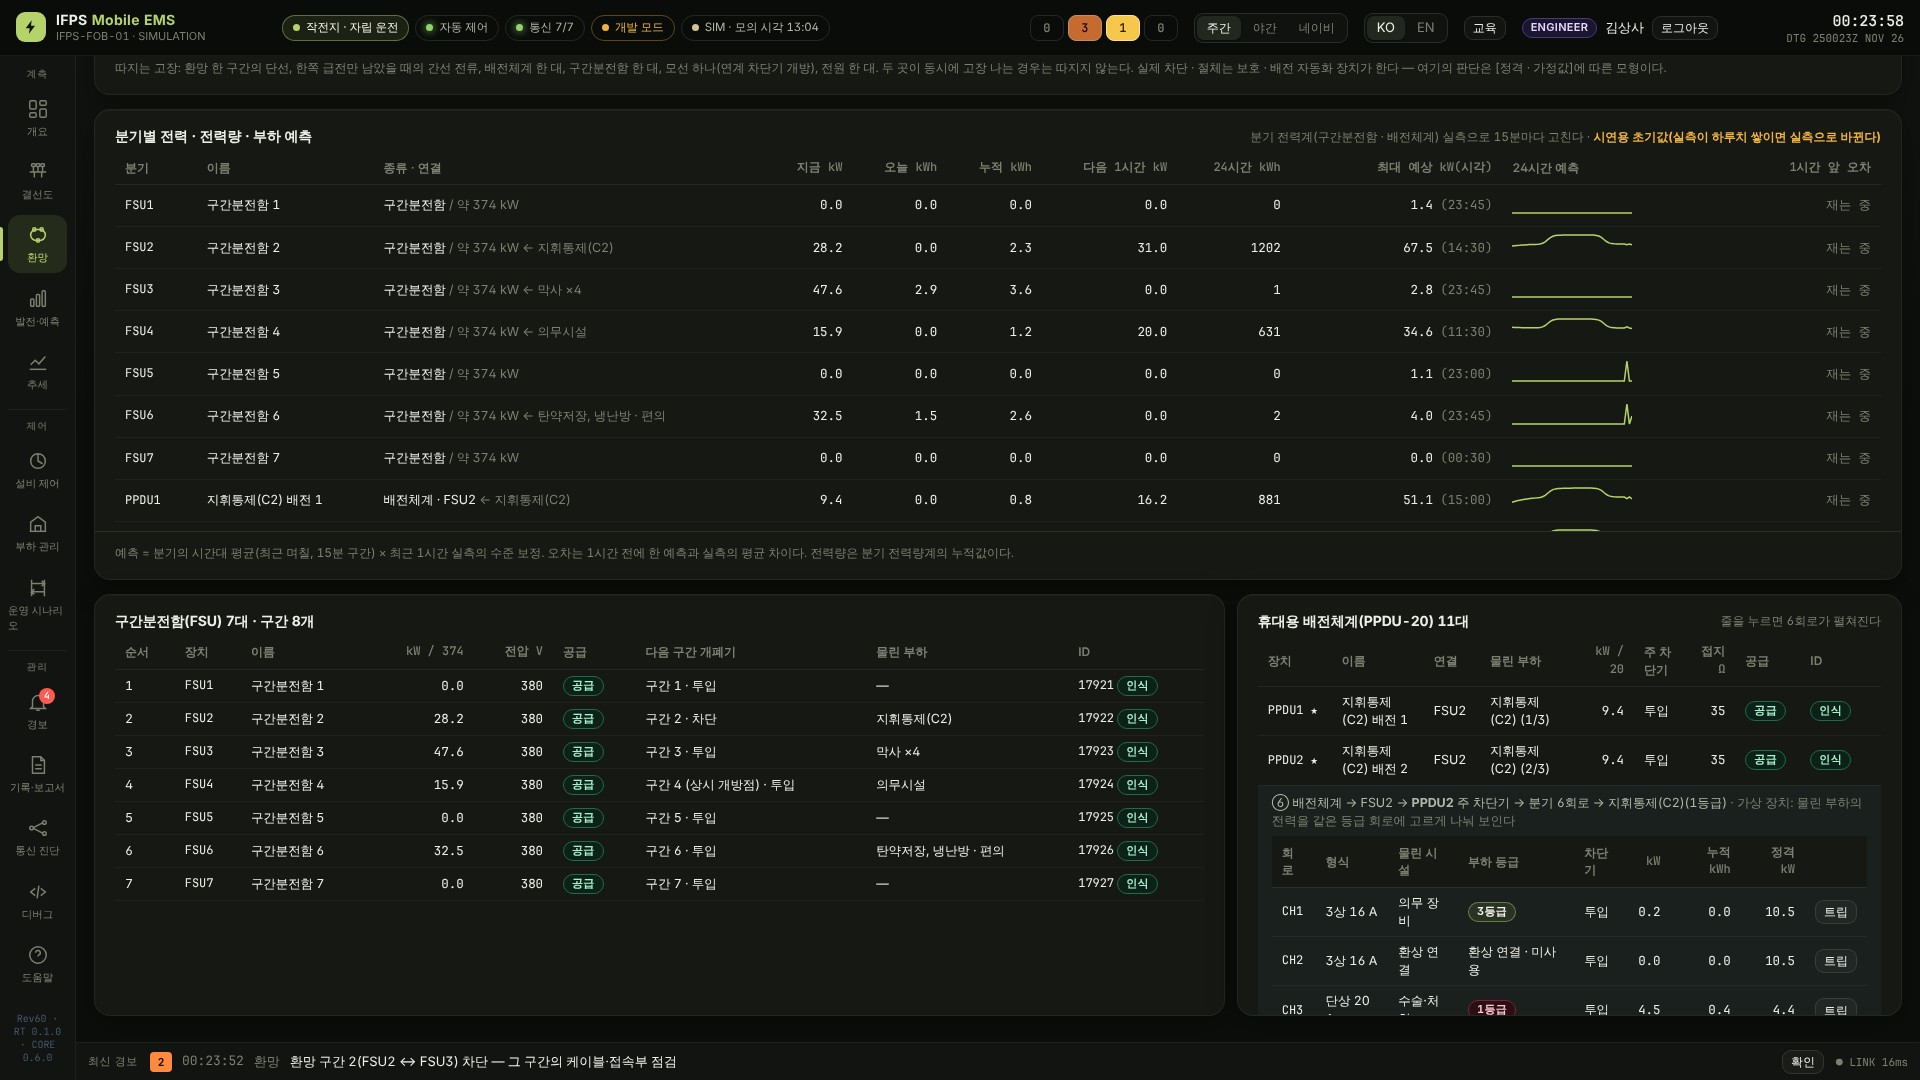 IFPS Mobile EMS
IFPS-FOB-01 · SIMULATION
작전지 · 자립 운전
자동 제어
통신 7/7
개발 모드
SIM · 모의 시각 13:04
0 3 1 0
주간 야간 네이비
KO EN
교육
ENGINEER 김상사 로그아웃
00:23:58
DTG 250023Z NOV 26
계측
개요
결선도
환망
발전·예측
추세
제어
설비 제어
부하 관리
운영 시나리
오
관리
4
경보
기록·보고서
통신 진단
디버그
도움말
Rev60 ·
RT 0.1.0
· CORE
0.6.0
따지는 고장: 환망 한 구간의 단선, 한쪽 급전만 남았을 때의 간선 전류, 배전체계 한 대, 구간분전함 한 대, 모선 하나(연계 차단기 개방), 전원 한 대. 두 곳이 동시에 고장 나는 경우는 따지지 않는다. 실제 차단 · 절체는 보호 · 배전 자동화 장치가 한다 — 여기의 판단은 [정격 · 가정값]에 따른 모형이다.
분기별 전력 · 전력량 · 부하 예측
분기 전력계(구간분전함 · 배전체계) 실측으로 15분마다 고친다 · 시연용 초기값(실측이 하루치 쌓이면 실측으로 바뀐다)
분기 이름 종류 · 연결 지금 kW 오늘 kWh 누적 kWh 다음 1시간 kW 24시간 kWh 최대 예상 kW(시각) 24시간 예측 1시간 앞 오차
FSU1 구간분전함 1 구간분전함 / 약 374 kW 0.0 0.0 0.0 0.0 0 1.4 (23:45) 재는 중
FSU2 구간분전함 2 구간분전함 / 약 374 kW ← 지휘통제(C2) 28.2 0.0 2.3 31.0 1202 67.5 (14:30) 재는 중
FSU3 구간분전함 3 구간분전함 / 약 374 kW ← 막사 ×4 47.6 2.9 3.6 0.0 1 2.8 (23:45) 재는 중
FSU4 구간분전함 4 구간분전함 / 약 374 kW ← 의무시설 15.9 0.0 1.2 20.0 631 34.6 (11:30) 재는 중
FSU5 구간분전함 5 구간분전함 / 약 374 kW 0.0 0.0 0.0 0.0 0 1.1 (23:00) 재는 중
FSU6 구간분전함 6 구간분전함 / 약 374 kW ← 탄약저장, 냉난방 · 편의 32.5 1.5 2.6 0.0 2 4.0 (23:45) 재는 중
FSU7 구간분전함 7 구간분전함 / 약 374 kW 0.0 0.0 0.0 0.0 0 0.0 (00:30) 재는 중
PPDU1 지휘통제(C2) 배전 1 배전체계 · FSU2 ← 지휘통제(C2) 9.4 0.0 0.8 16.2 881 51.1 (15:00) 재는 중
예측 = 분기의 시간대 평균(최근 며칠, 15분 구간) × 최근 1시간 실측의 수준 보정. 오차는 1시간 전에 한 예측과 실측의 평균 차이다. 전력량은 분기 전력량계의 누적값이다.
구간분전함(FSU) 7대 · 구간 8개
순서 장치 이름 kW / 374 전압 V 공급 다음 구간 개폐기 물린 부하 ID
1 FSU1 구간분전함 1 0.0 380 공급 구간 1 · 투입 — 17921 인식
2 FSU2 구간분전함 2 28.2 380 공급 구간 2 · 차단 지휘통제(C2) 17922 인식
3 FSU3 구간분전함 3 47.6 380 공급 구간 3 · 투입 막사 ×4 17923 인식
4 FSU4 구간분전함 4 15.9 380 공급 구간 4 (상시 개방점) · 투입 의무시설 17924 인식
5 FSU5 구간분전함 5 0.0 380 공급 구간 5 · 투입 — 17925 인식
6 FSU6 구간분전함 6 32.5 380 공급 구간 6 · 투입 탄약저장, 냉난방 · 편의 17926 인식
7 FSU7 구간분전함 7 0.0 380 공급 구간 7 · 투입 — 17927 인식
휴대용 배전체계(PPDU-20) 11대
줄을 누르면 6회로가 펼쳐진다
장치 이름 연결 물린 부하 kW / 20 주 차단기 접지 Ω 공급 ID
PPDU1 ★ 지휘통제 (C2) 배전 1 FSU2 지휘통제 (C2) (1/3) 9.4 투입 35 공급 인식
PPDU2 ★ 지휘통제 (C2) 배전 2 FSU2 지휘통제 (C2) (2/3) 9.4 투입 35 공급 인식
⑥ 배전체계 → FSU2 → PPDU2 주 차단기 → 분기 6회로 → 지휘통제(C2)(1등급) · 가상 장치: 물린 부하의
전력을 같은 등급 회로에 고르게 나눠 보인다
회로 형식 물린 시설 부하 등급 차단기 kW 누적 kWh 정격 kW
CH1 3상 16 A 의무 장비 3등급 투입 0.2 0.0 10.5 트립
CH2 3상 16 A 환상 연결 환상 연결 · 미사용 투입 0.0 0.0 10.5 트립
CH3 단상 20 수술·처 1등급 투입 4.5 0.4 4.4 트립
최신 경보 2 00:23:52 환망 환망 구간 2(FSU2 ↔ FSU3) 차단 — 그 구간의 케이블·접속부 점검
확인
LINK 16ms